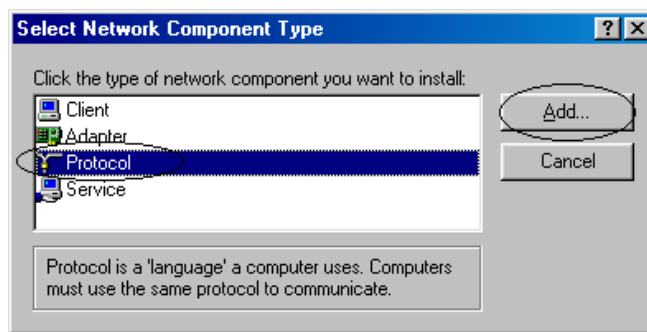 Select Network Component Type
Click the type of network component you want to install:
Client
Adapter
Protocol
Service
Add...
Cancel
Protocol is a 'language' a computer uses. Computers
must use the same protocol to communicate.